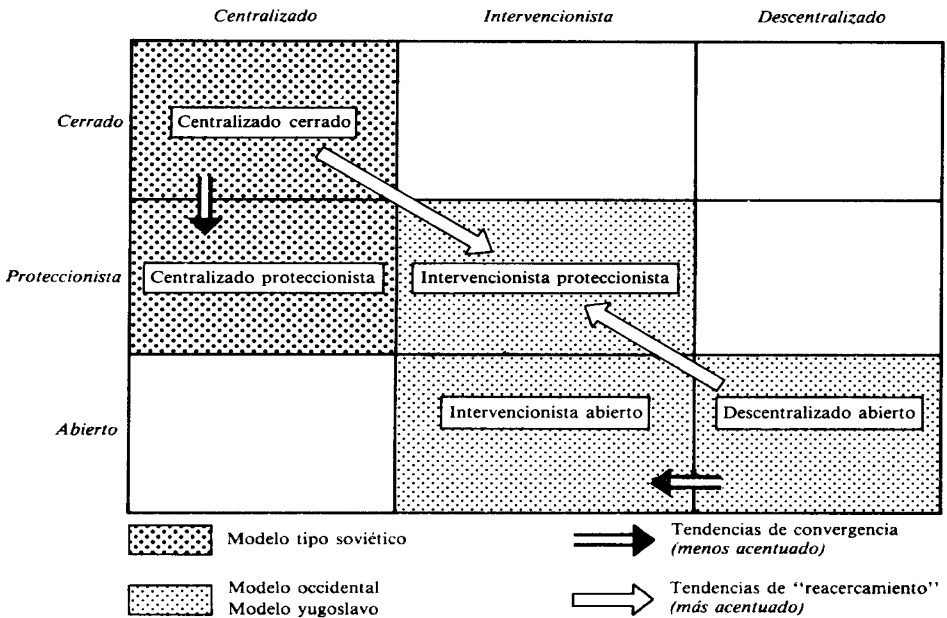 Centralizado Intervencionista Descentralizado
Cerrado Centralizado cerrado
Proteccionista Centralizado proteccionista Intervencionista proteccionista
Abierto Intervencionista abierto Descentralizado abierto
Modelo tipo soviético
Modelo occidental
Modelo yugoslavo
Tendencias de convergencia
(menos acentuado)
Tendencias de "reacercamiento"
(más acentuado)